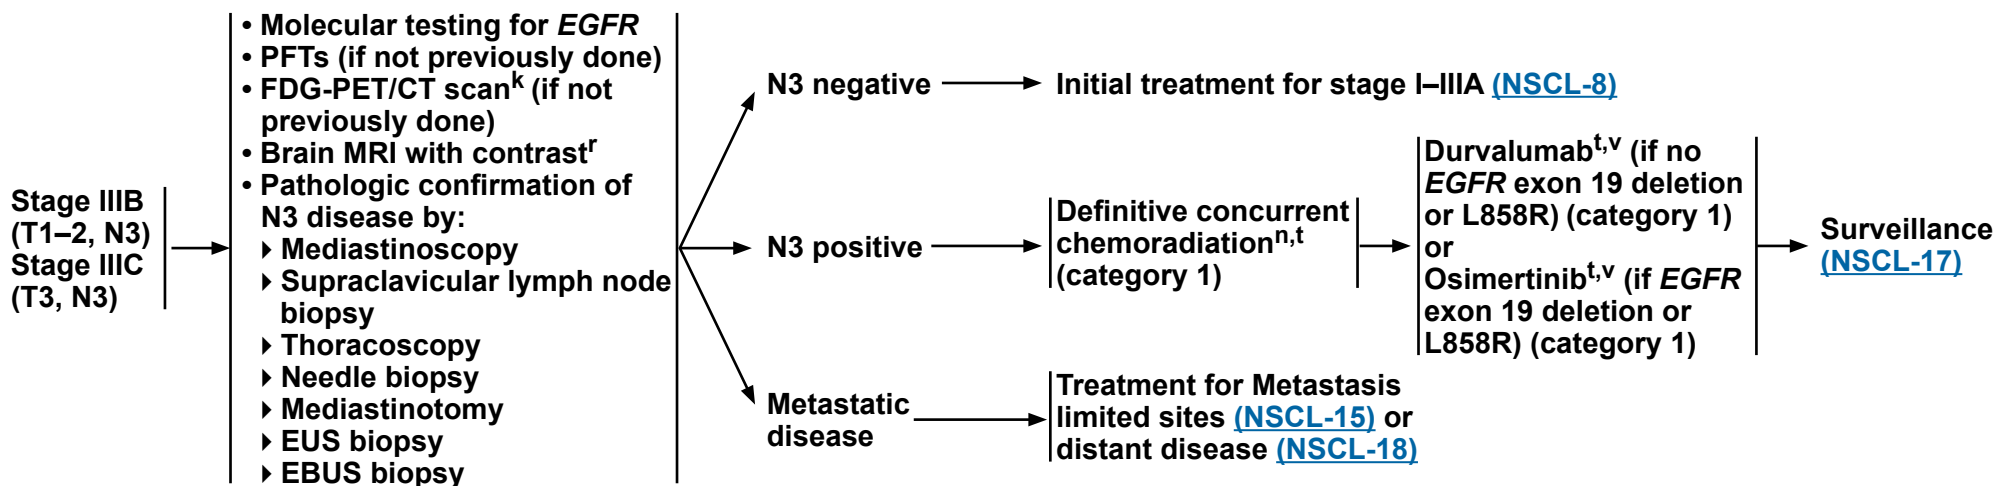 Stage IIIB
(T1–2, N3)
Stage IIIC
(T3, N3)
• Molecular testing for EGFR
• PFTs (if not previously done)
• FDG-PET/CT scank (if not
previously done)
• Brain MRI with contrastr
• Pathologic confirmation of
N3 disease by:
▸ Mediastinoscopy
▸ Supraclavicular lymph node
biopsy
▸ Thoracoscopy
▸ Needle biopsy
▸ Mediastinotomy
▸ EUS biopsy
▸ EBUS biopsy
N3 negative
Initial treatment for stage I–IIIA (NSCL-8)
N3 positive
Definitive concurrent
chemoradiationn,t
(category 1)
Durvalumabt,v (if no
EGFR exon 19 deletion
or L858R) (category 1)
or
Osimertinibt,v (if EGFR
exon 19 deletion or
L858R) (category 1)
Surveillance
(NSCL-17)
Metastatic
disease
Treatment for Metastasis
limited sites (NSCL-15) or
distant disease (NSCL-18)